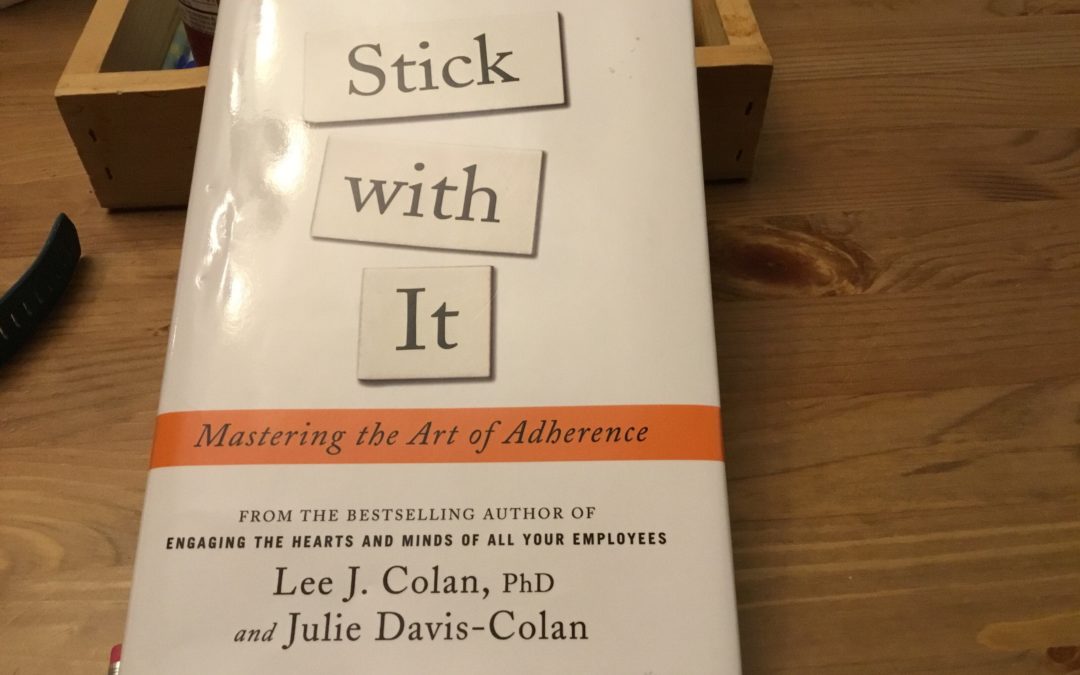 Stick
with
It
Mastering the Art of Adherence
FROM THE BESTSELLING AUTHOR OF
ENGAGING THE HEARTS AND MINDS OF ALL YOUR EMPLOYEES
Lee J. Colan, PhD
and Julie Davis-Colan